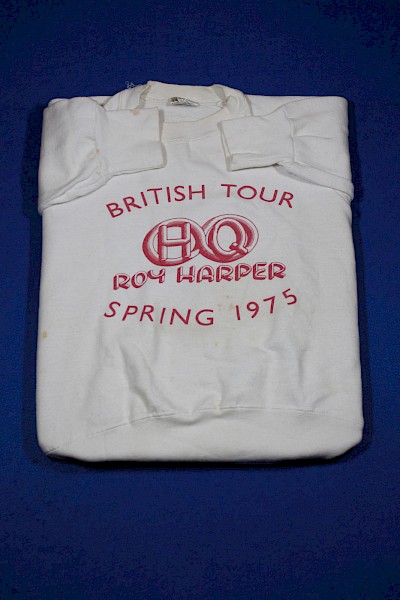 BRITISH TOUR
HQ
ROY HARPER
SPRING 1975